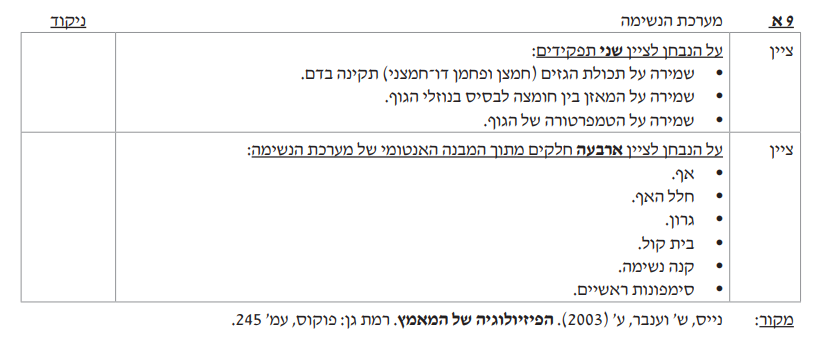 9 א מערכת הנשימה ניקוד
ציין על הנבחן לציין שני תפקידים:
• שמירה על תכולת הגזים (חמצן ופחמן דו־חמצני) תקינה בדם.
• שמירה על המאזן בין חומצה לבסיס בנוזלי הגוף.
• שמירה על הטמפרטורה של הגוף.
ציין על הנבחן לציין ארבעה חלקים מתוך המבנה האנטומי של מערכת הנשימה:
• אף.
• חלל האף.
• גרון.
• בית קול.
• קנה נשימה.
• סימפונות ראשיים.
מקור: נייס, ש' וענבר, ע' (2003). הפיזיולוגיה של המאמץ. רמת גן: פוקוס, עמ' 245.